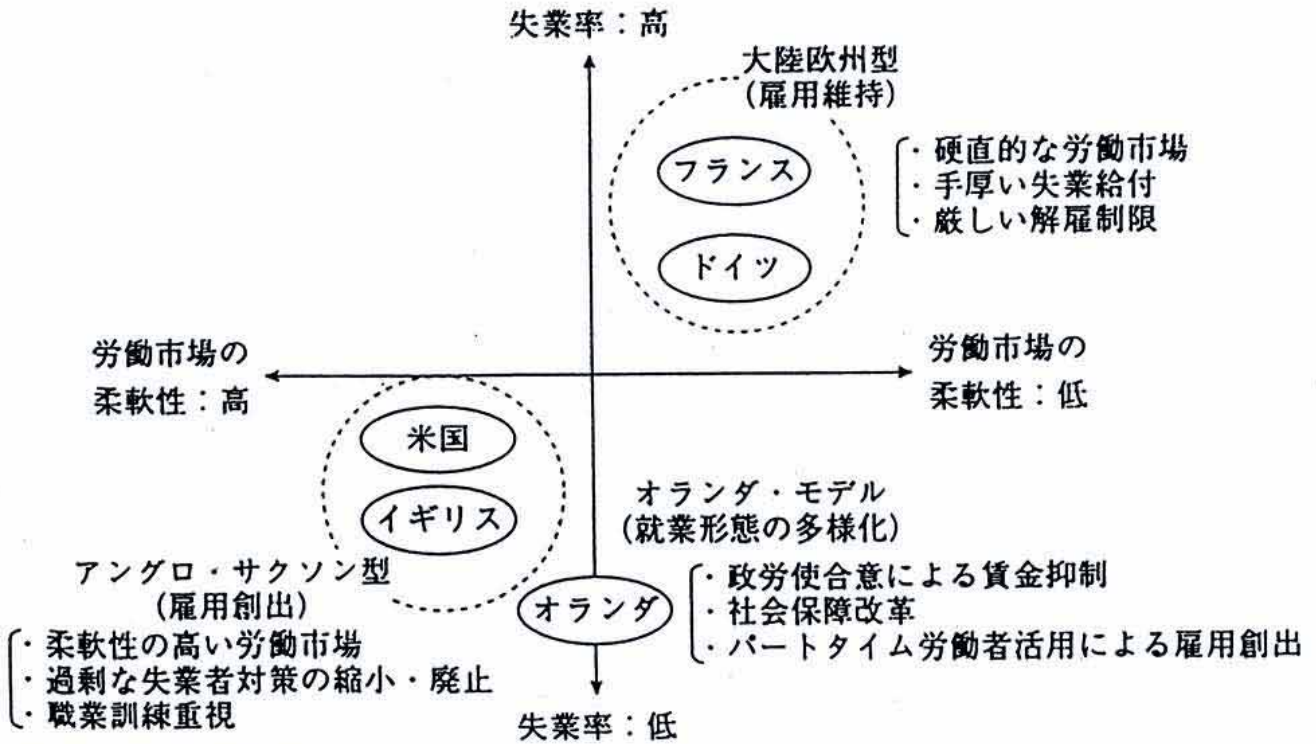 失業率：高
大陸欧州型
(雇用維持)
フランス
ドイツ
・硬直的な労働市場
・手厚い失業給付
・厳しい解雇制限
労働市場の
柔軟性：高
労働市場の
柔軟性：低
米国
イギリス
アングロ・サクソン型
(雇用創出)
・柔軟性の高い労働市場
・過剰な失業者対策の縮小・廃止
・職業訓練重視
オランダ・モデル
(就業形態の多様化)
オランダ
・政労使合意による賃金抑制
・社会保障改革
・パートタイム労働者活用による雇用創出
失業率：低